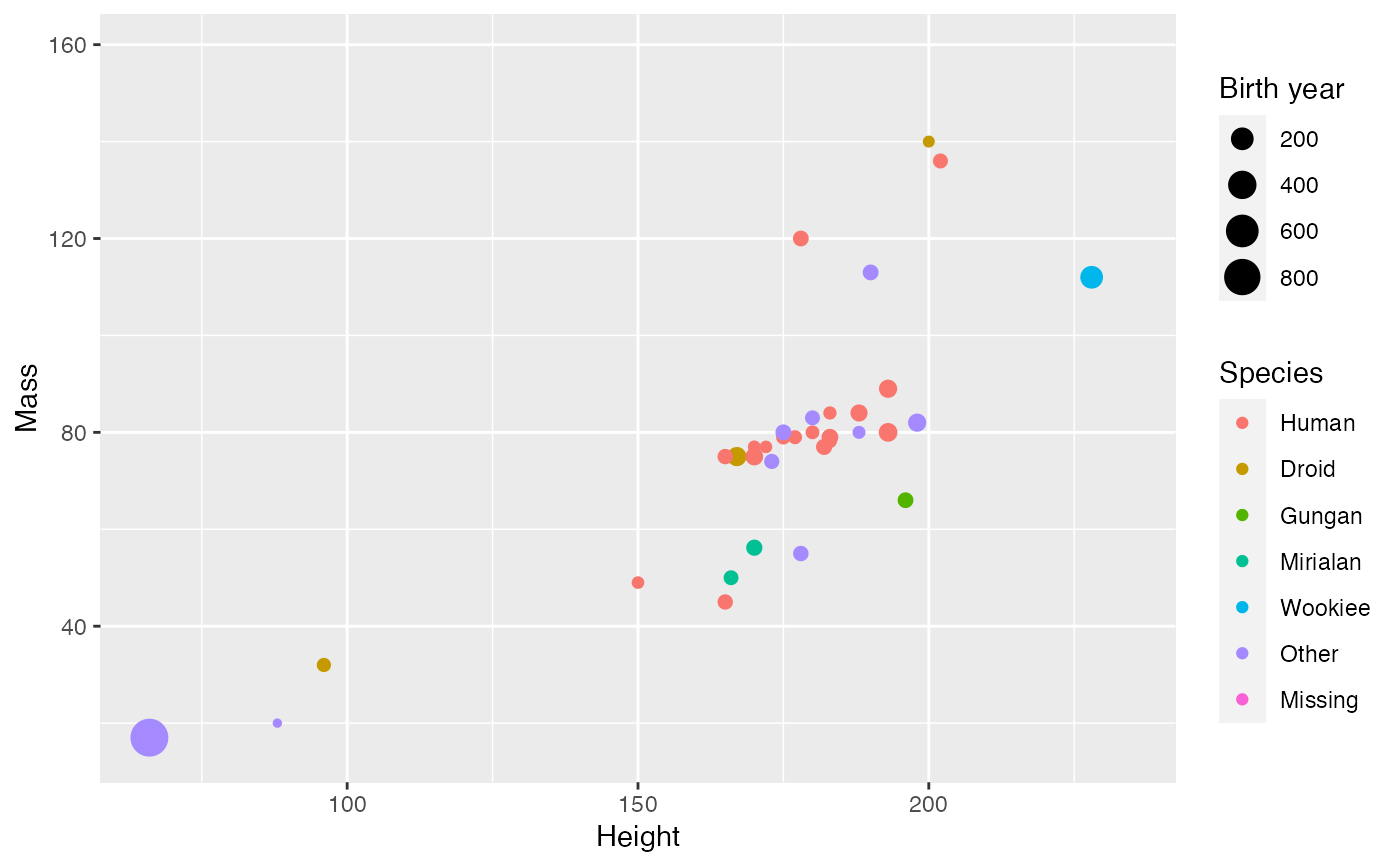 160
120
80
40
Mass
100
150
200
Height
Birth year
200
400
600
800
Species
Human
Droid
Gungan
Mirialan
Wookiee
Other
Missing